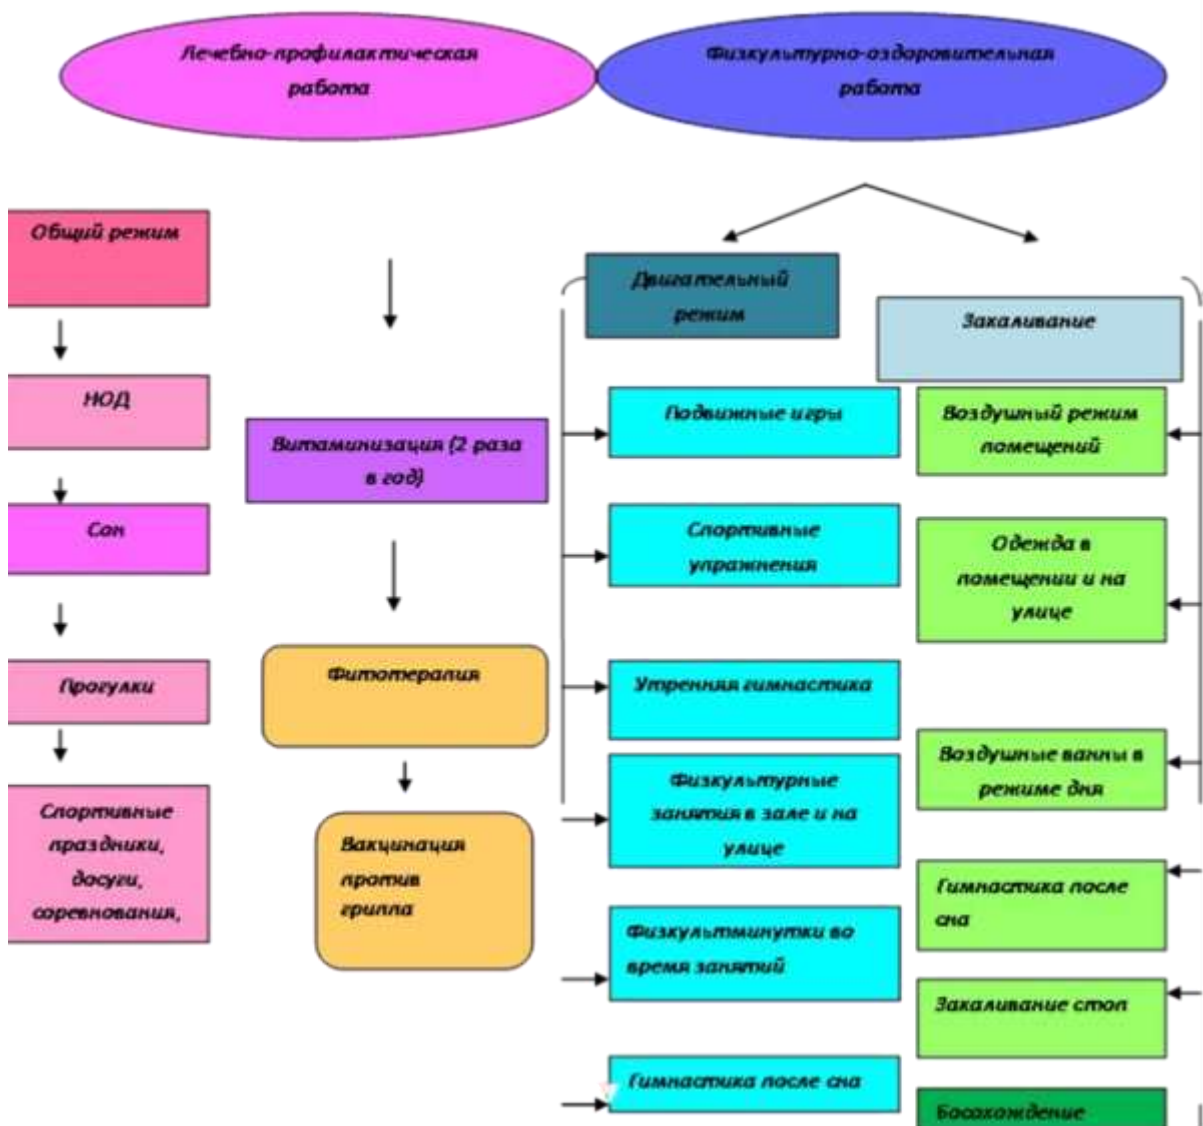 Лечебно-профилактическая
работа
Физкультурно-оздоровительная
работа
Общий режим
НОД
Сон
Прогулки
Спортивные
праздники,
досуги,
соревнования,
Витаминизация (2 раза
в год)
Фитотерапия
Вакцинация
против
гриппа
Двигательный
режим
Подвижные игры
Спортивные
упражнения
Утренняя гимнастика
Физкультурные
занятия в зале и на
улице
Физкультминутки во
время занятий
Гимнастика после сна
Закаливание
Воздушный режим
помещений
Одежда в
помещении и на
улице
Воздушные ванны в
режиме дня
Гимнастика после
сна
Закаливание стоп
Босохождение